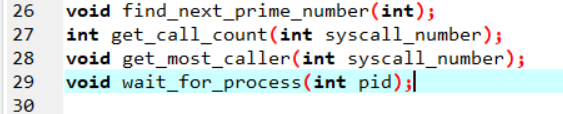 26 void find_next_prime_number(int);
27 int get_call_count(int syscall_number);
28 void get_most_caller(int syscall_number);
29 void wait_for_process(int pid);
30